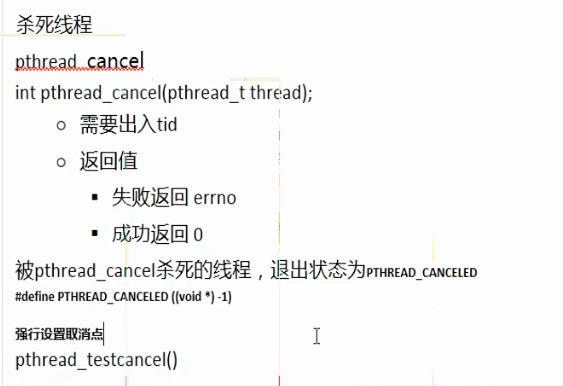 杀死线程
pthread_cancel
int pthread_cancel(pthread_t thread);
○ 需要出入tid
○ 返回值
▪ 失败返回 errno
▪ 成功返回 0
被pthread_cancel杀死的线程，退出状态为PTHREAD_CANCELED
#define PTHREAD_CANCELED ((void *) -1)
强行设置取消点
pthread_testcancel()